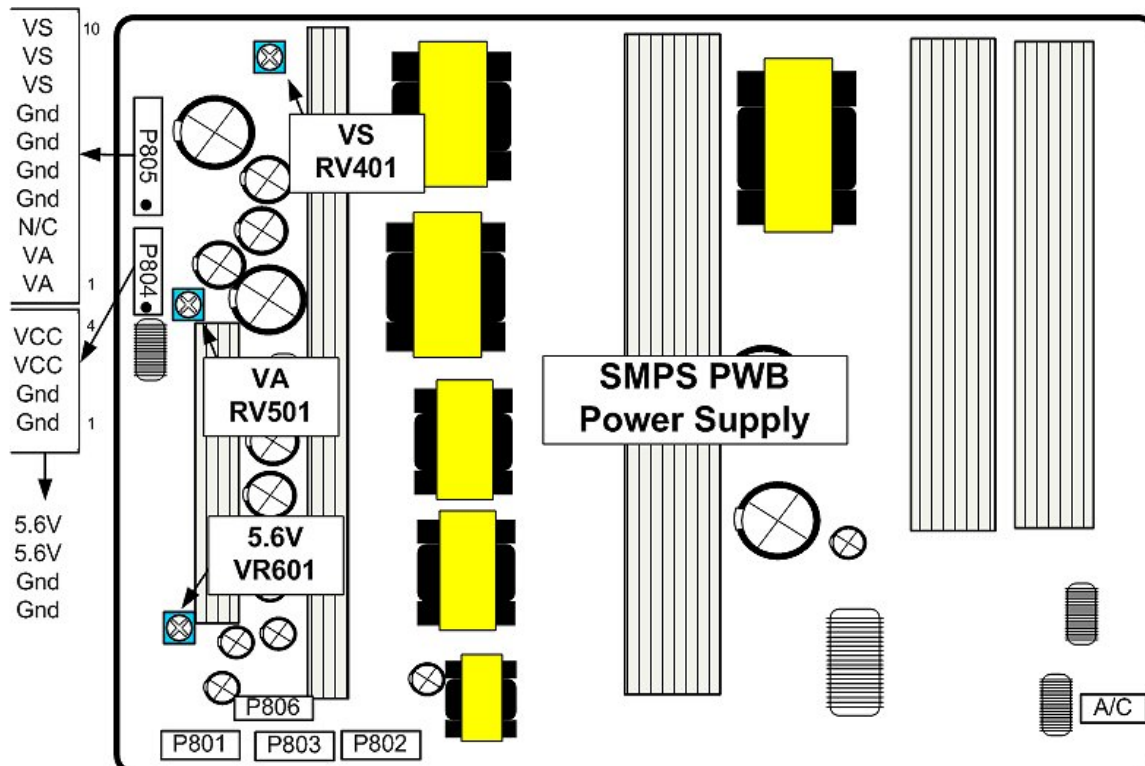 VS 10
VS
VS
Gnd
Gnd
Gnd
Gnd
N/C
VA
VA 1
VCC 4
VCC
Gnd
Gnd 1
5.6V
5.6V
Gnd
Gnd
P805
P804
VS
RV401
VA
RV501
5.6V
VR601
SMPS PWB
Power Supply
P806
P801
P803
P802
A/C